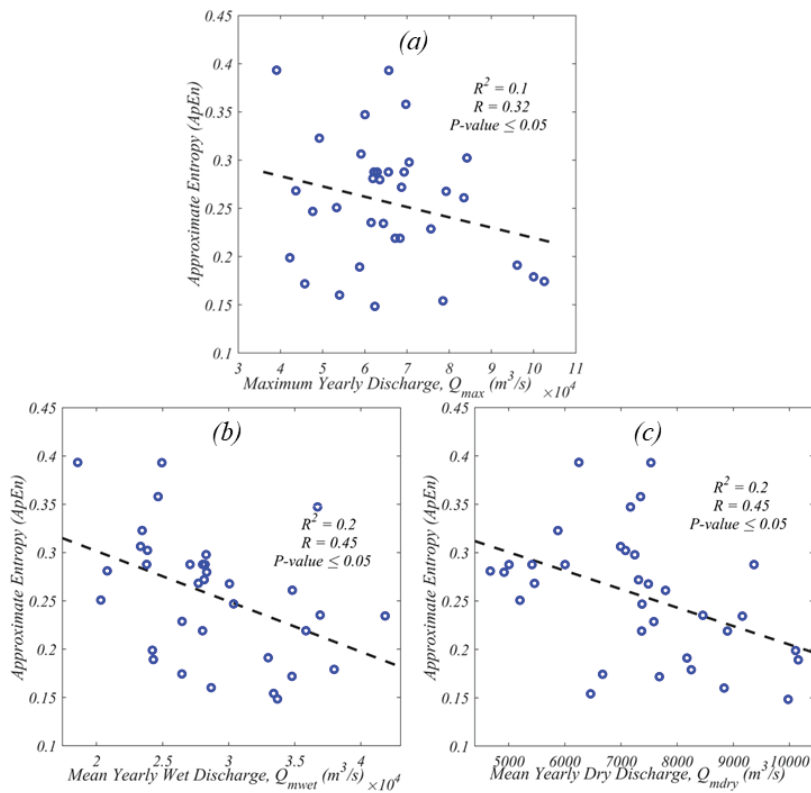 (a)
0.45
0.4
0.35
0.3
0.25
0.2
0.15
0.1
Approximate Entropy (ApEn)
R² = 0.1
R = 0.32
P-value ≤ 0.05
3 4 5 6 7 8 9 10 11
×10⁴
Maximum Yearly Discharge, Q_max (m³/s)
(b)
0.45
0.4
0.35
0.3
0.25
0.2
0.15
0.1
Approximate Entropy (ApEn)
R² = 0.2
R = 0.45
P-value ≤ 0.05
2 2.5 3 3.5 4
×10⁴
Mean Yearly Wet Discharge, Q_mwet (m³/s)
(c)
0.45
0.4
0.35
0.3
0.25
0.2
0.15
0.1
Approximate Entropy (ApEn)
R² = 0.2
R = 0.45
P-value ≤ 0.05
5000 6000 7000 8000 9000 10000
Mean Yearly Dry Discharge, Q_mdry (m³/s)